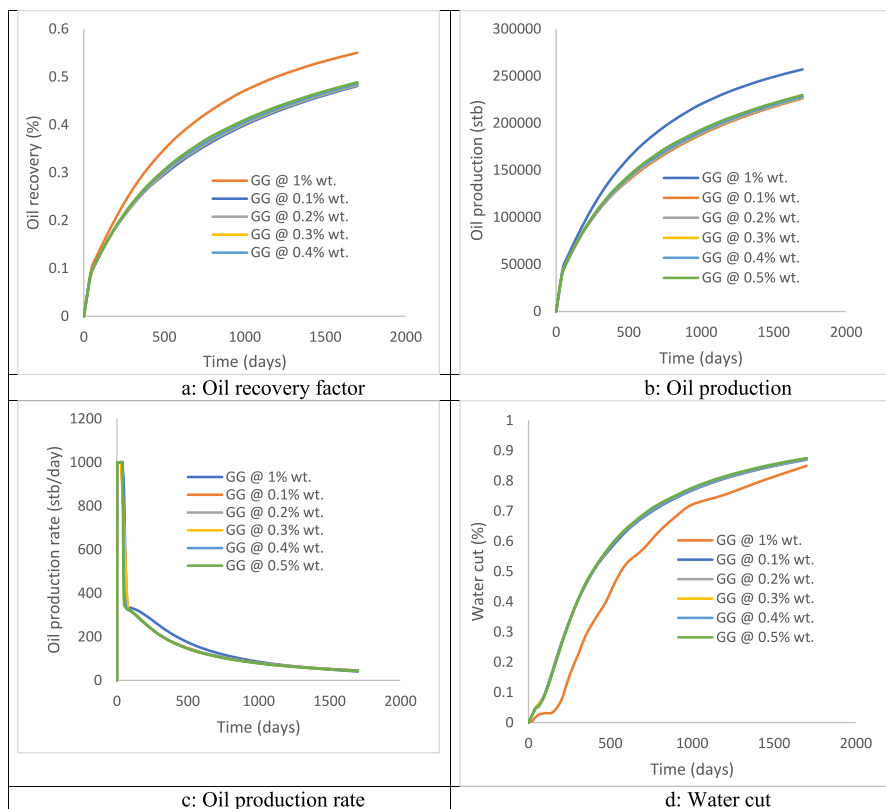 0.6
0.5
0.4
0.3
0.2
0.1
0
Oil recovery (%)
GG @ 1% wt.
GG @ 0.1% wt.
GG @ 0.2% wt.
GG @ 0.3% wt.
GG @ 0.4% wt.
0 500 1000 1500 2000
Time (days)
a: Oil recovery factor
300000
250000
200000
150000
100000
50000
0
Oil production (stb)
GG @ 1% wt.
GG @ 0.1% wt.
GG @ 0.2% wt.
GG @ 0.3% wt.
GG @ 0.4% wt.
GG @ 0.5% wt.
0 500 1000 1500 2000
Time (days)
b: Oil production
1200
1000
800
600
400
200
0
Oil production rate (stb/day)
GG @ 1% wt.
GG @ 0.1% wt.
GG @ 0.2% wt.
GG @ 0.3% wt.
GG @ 0.4% wt.
GG @ 0.5% wt.
0 500 1000 1500 2000
Time (days)
c: Oil production rate
1
0.9
0.8
0.7
0.6
0.5
0.4
0.3
0.2
0.1
0
Water cut (%)
GG @ 1% wt.
GG @ 0.1% wt.
GG @ 0.2% wt.
GG @ 0.3% wt.
GG @ 0.4% wt.
GG @ 0.5% wt.
0 500 1000 1500 2000
Time (days)
d: Water cut